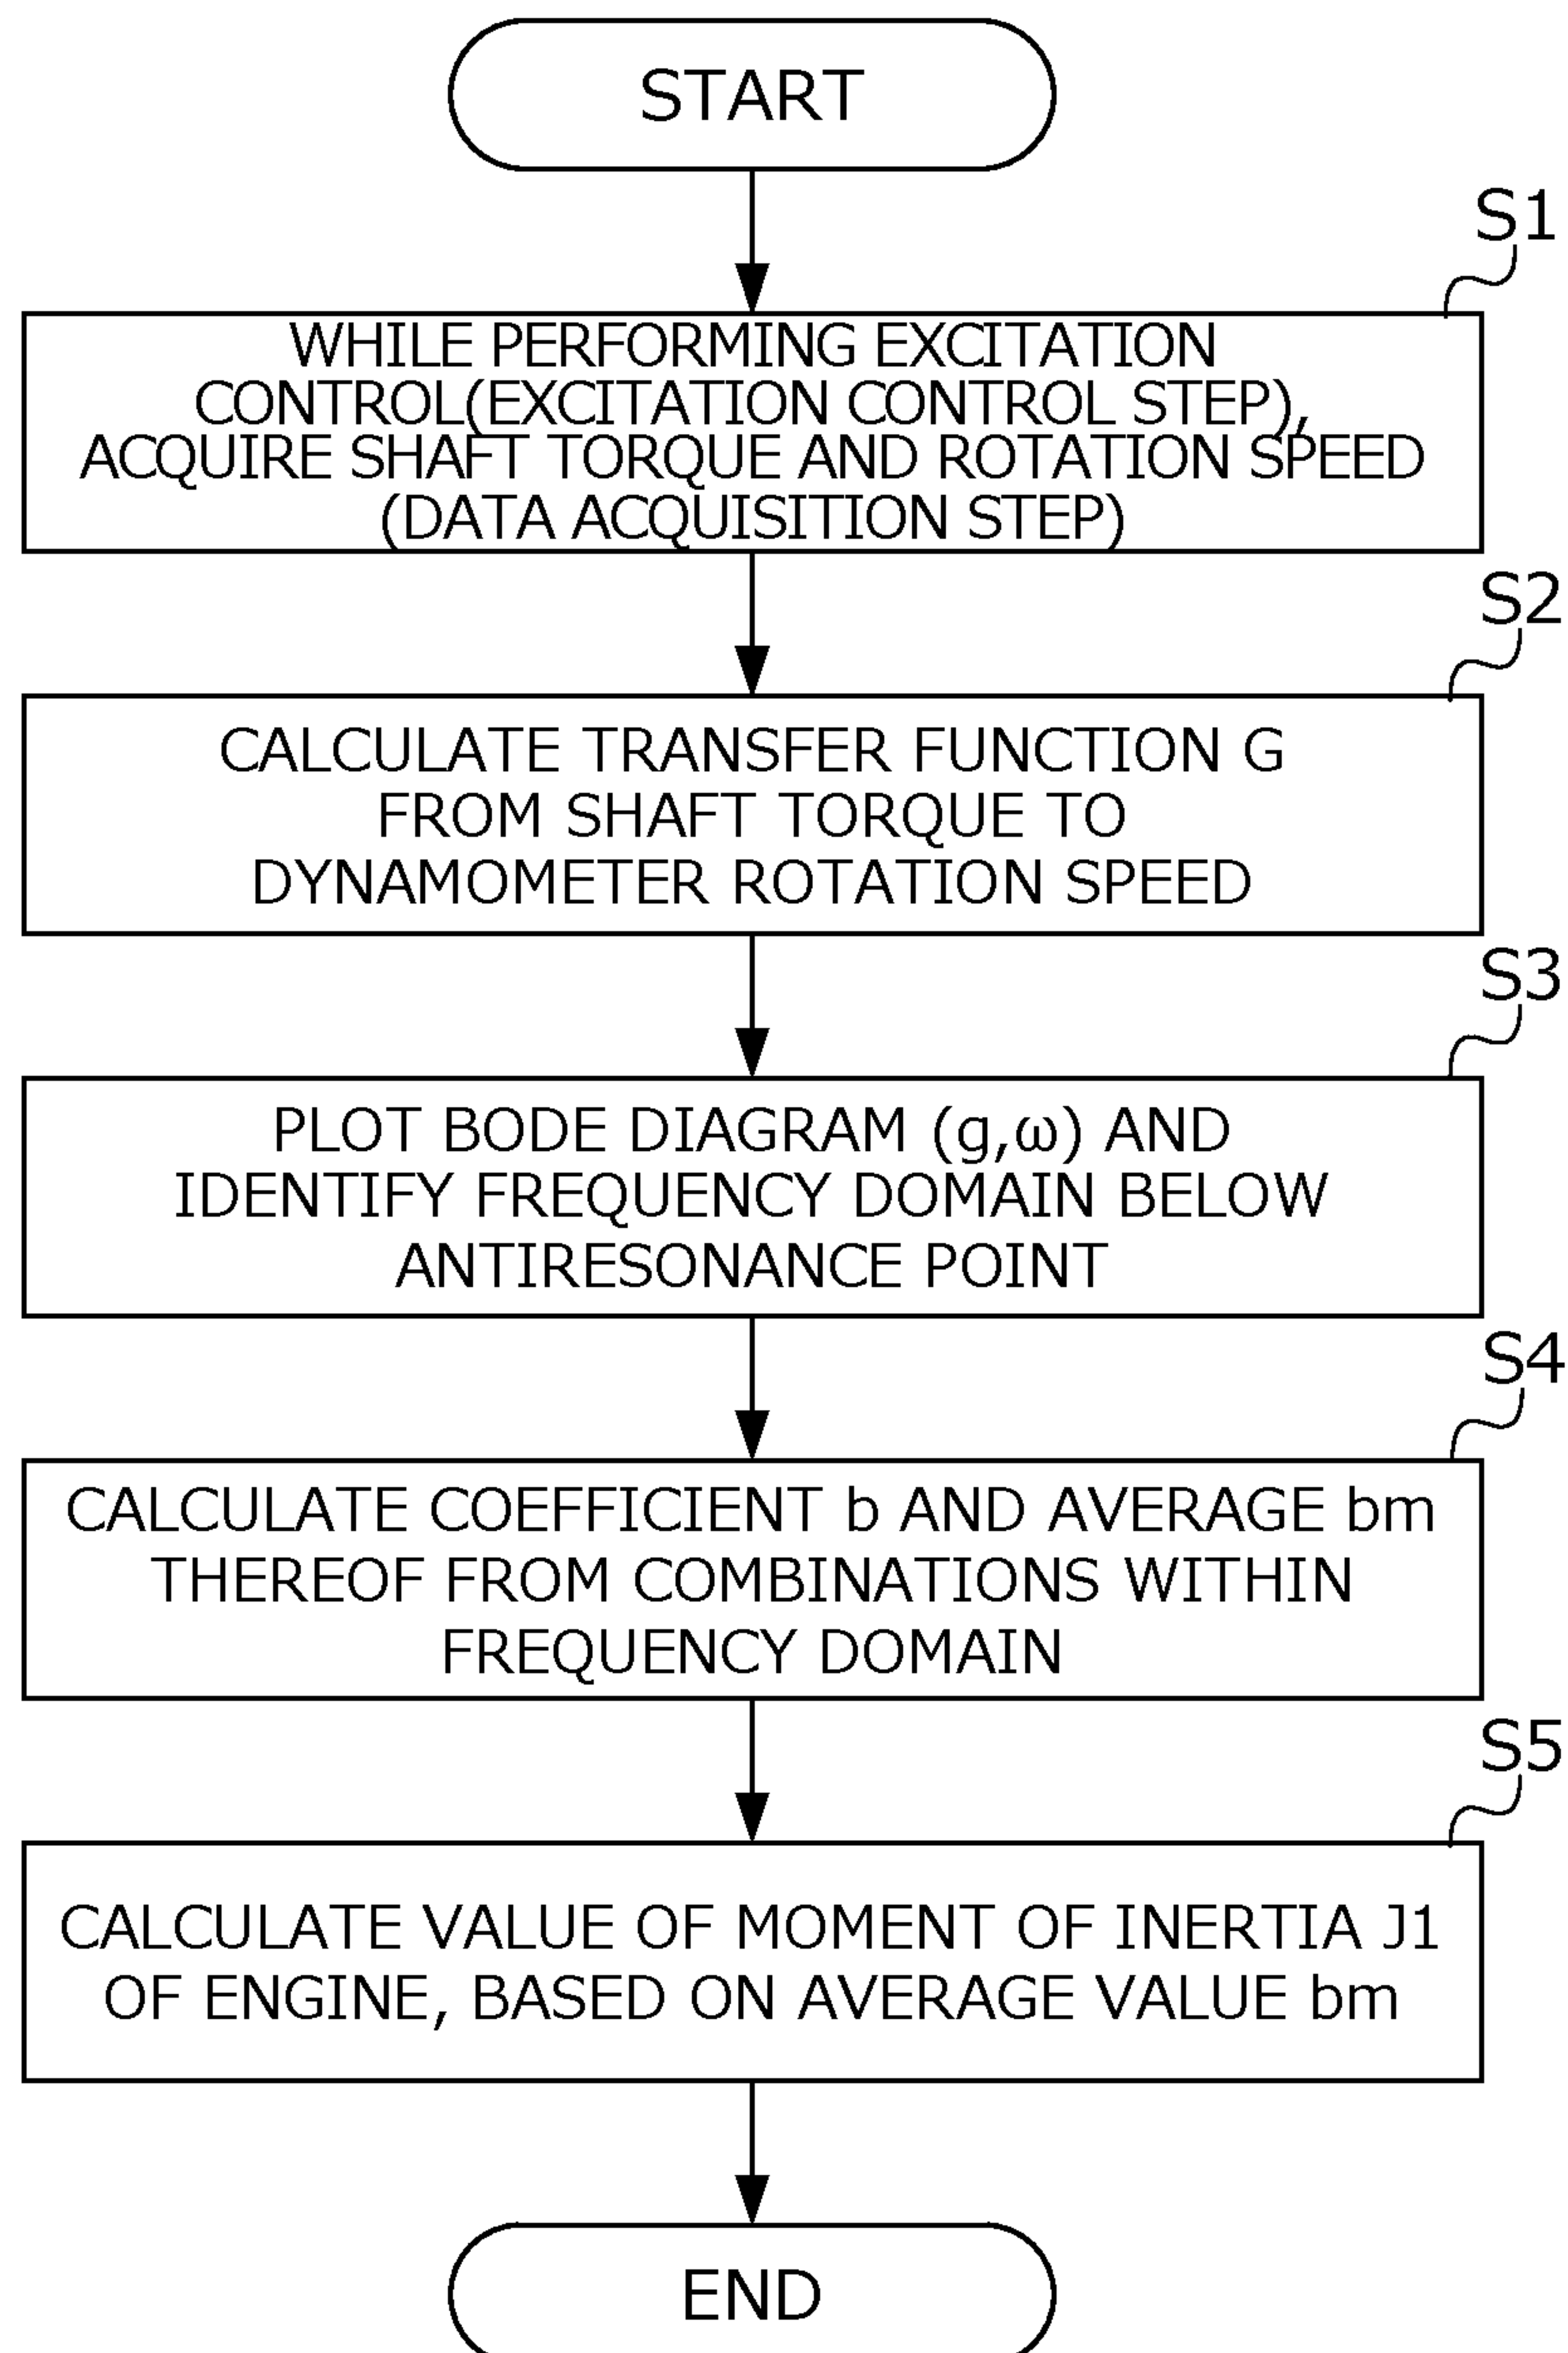 START
S1
WHILE PERFORMING EXCITATION
CONTROL(EXCITATION CONTROL STEP),
ACQUIRE SHAFT TORQUE AND ROTATION SPEED
(DATA ACQUISITION STEP)
S2
CALCULATE TRANSFER FUNCTION G
FROM SHAFT TORQUE TO
DYNAMOMETER ROTATION SPEED
S3
PLOT BODE DIAGRAM (g,ω) AND
IDENTIFY FREQUENCY DOMAIN BELOW
ANTIRESONANCE POINT
S4
CALCULATE COEFFICIENT b AND AVERAGE bm
THEREOF FROM COMBINATIONS WITHIN
FREQUENCY DOMAIN
S5
CALCULATE VALUE OF MOMENT OF INERTIA J1
OF ENGINE, BASED ON AVERAGE VALUE bm
END